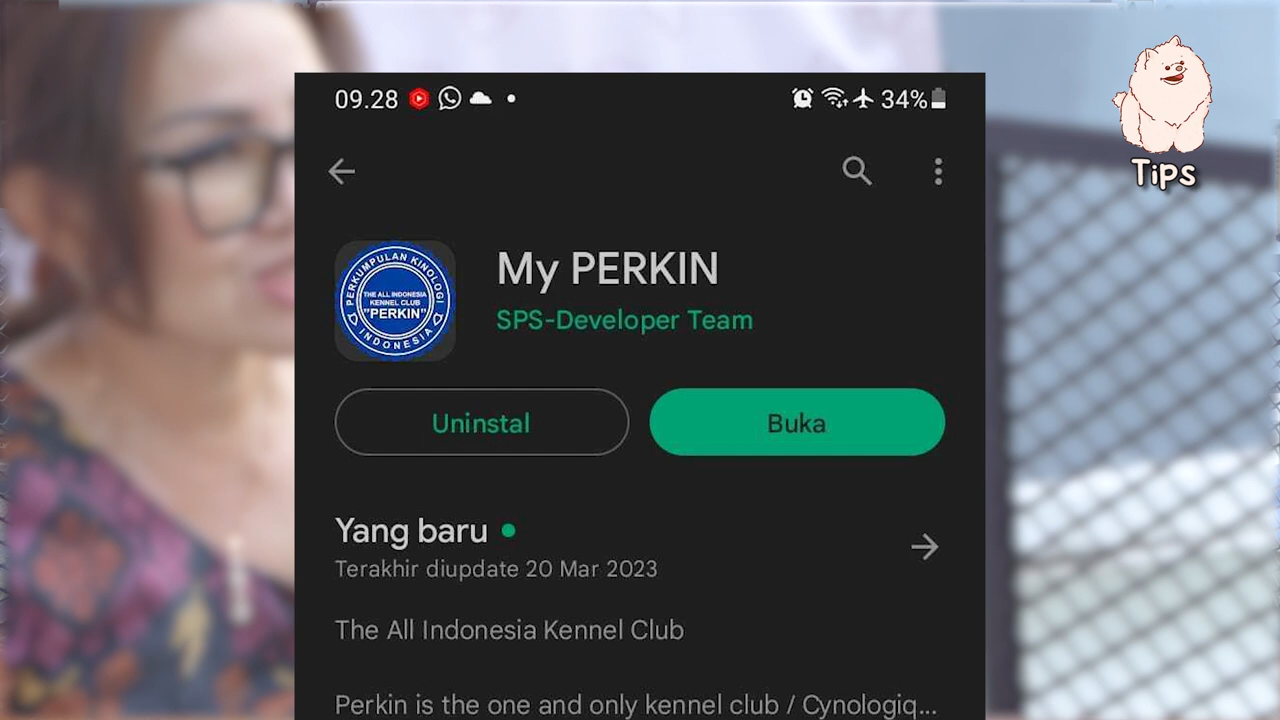 09.28
34%
Tips
My PERKIN
SPS-Developer Team
PERKUMPULAN KINOLOGI
THE ALL INDONESIA
KENNEL CLUB
"PERKIN"
INDONESIA
Uninstal
Buka
Yang baru
Terakhir diupdate 20 Mar 2023
The All Indonesia Kennel Club
Perkin is the one and only kennel club / Cynologiq...